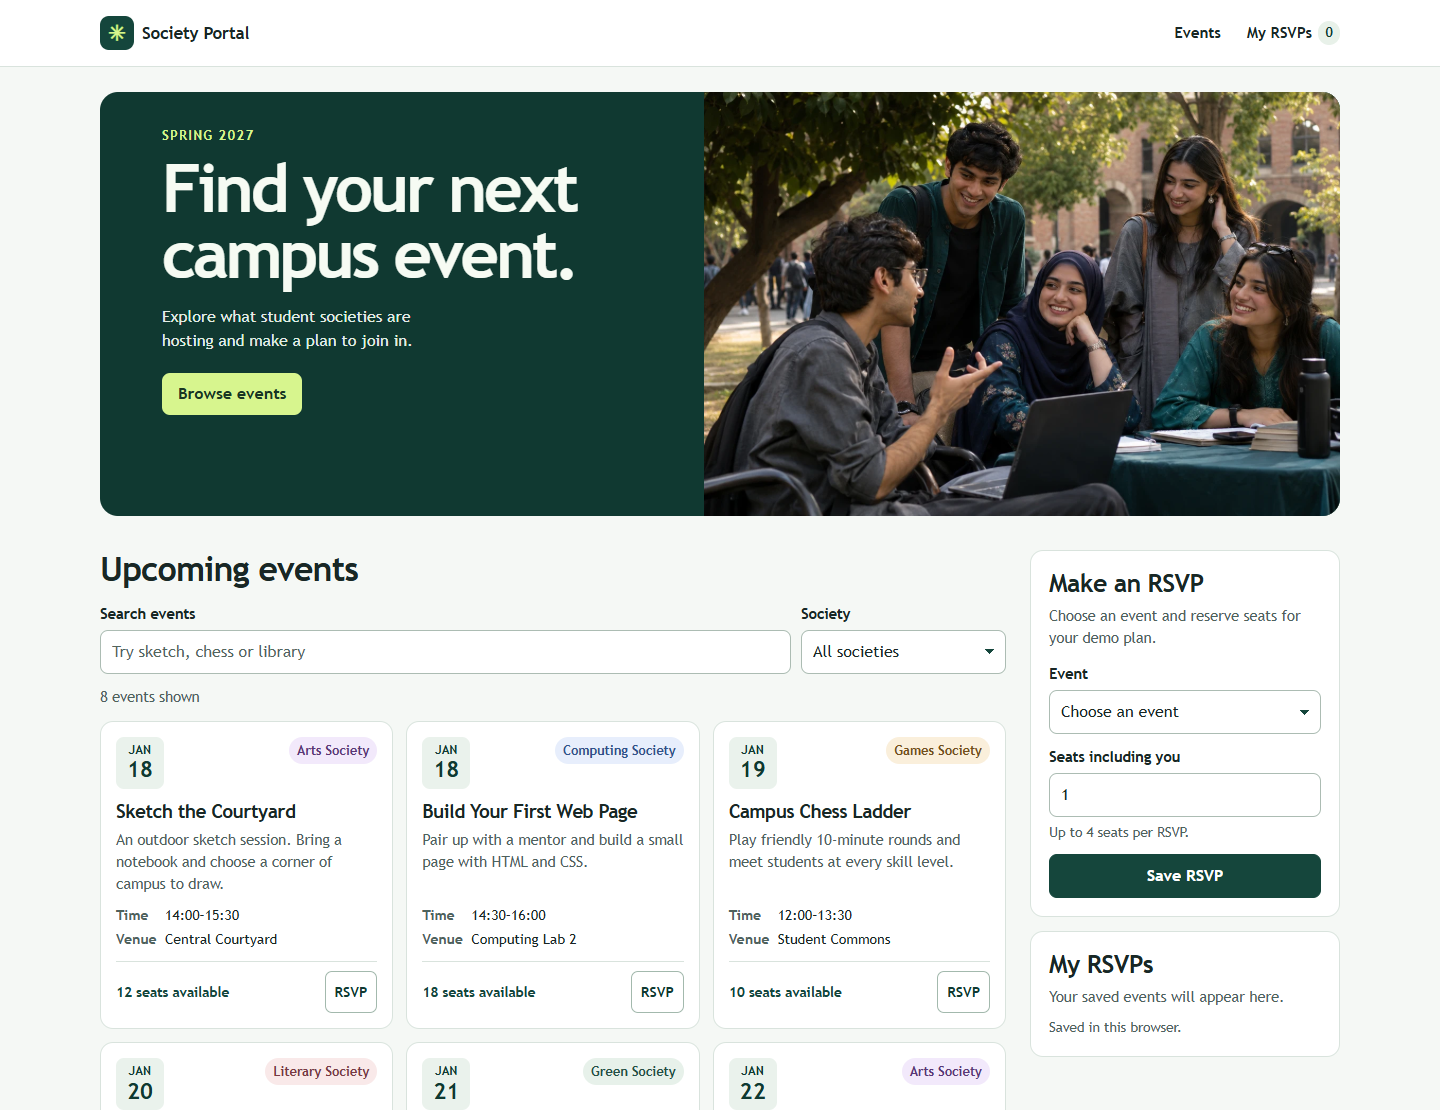 Society Portal
Events
My RSVPs 0
SPRING 2027
Find your next
campus event.
Explore what student societies are
hosting and make a plan to join in.
Browse events
Upcoming events
Search events
Society
Try sketch, chess or library
All societies
8 events shown
JAN
18
Arts Society
Sketch the Courtyard
An outdoor sketch session. Bring a
notebook and choose a corner of
campus to draw.
Time 14:00-15:30
Venue Central Courtyard
12 seats available
RSVP
JAN
18
Computing Society
Build Your First Web Page
Pair up with a mentor and build a small
page with HTML and CSS.
Time 14:30-16:00
Venue Computing Lab 2
18 seats available
RSVP
JAN
19
Games Society
Campus Chess Ladder
Play friendly 10-minute rounds and
meet students at every skill level.
Time 12:00-13:30
Venue Student Commons
10 seats available
RSVP
JAN
20
Literary Society
JAN
21
Green Society
JAN
22
Arts Society
Make an RSVP
Choose an event and reserve seats for
your demo plan.
Event
Choose an event
Seats including you
1
Up to 4 seats per RSVP.
Save RSVP
My RSVPs
Your saved events will appear here.
Saved in this browser.